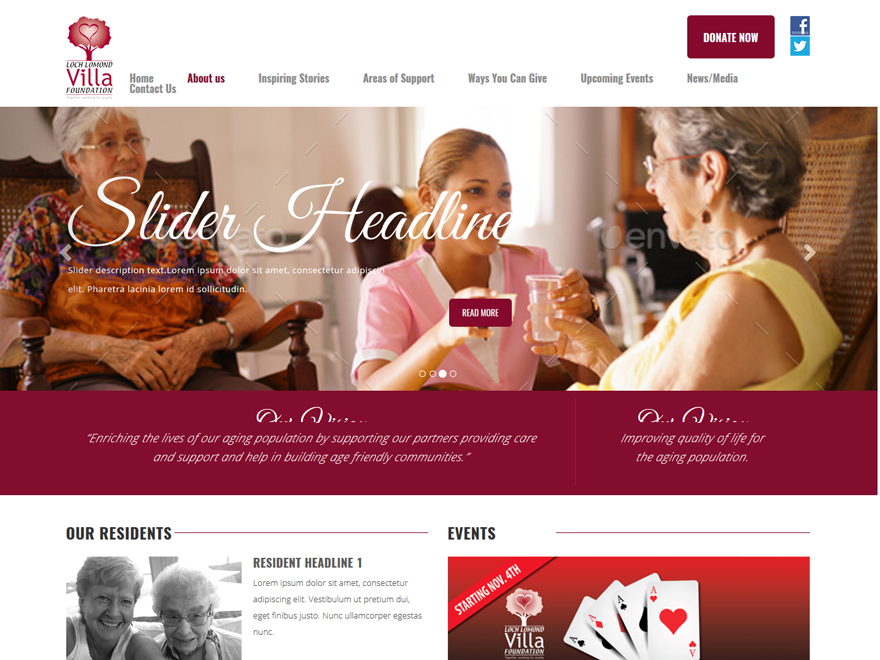 DONATE NOW
LOCH LOMOND
Villa
FOUNDATION
Home
About us
Inspiring Stories
Areas of Support
Ways You Can Give
Upcoming Events
News/Media
Contact Us
Slider Headline
Slider description text.Lorem ipsum dolor sit amet, consectetur adipiscin
elit. Pharetra lacinia lorem id sollicitudin.
envato
READ MORE
"Enriching the lives of our aging population by supporting our partners providing care
and support and help in building age friendly communities."
Improving quality of life for
the aging population.
OUR RESIDENTS
RESIDENT HEADLINE 1
Lorem ipsum dolor sit amet, consectetur
adipiscing elit. Vestibulum ut pretium dui,
eget finibus justo. Nunc ullamcorper egestas
nunc.
EVENTS
STARTING NOV. 4TH
LOCH LOMOND
Villa
FOUNDATION
A
A
A
A
A